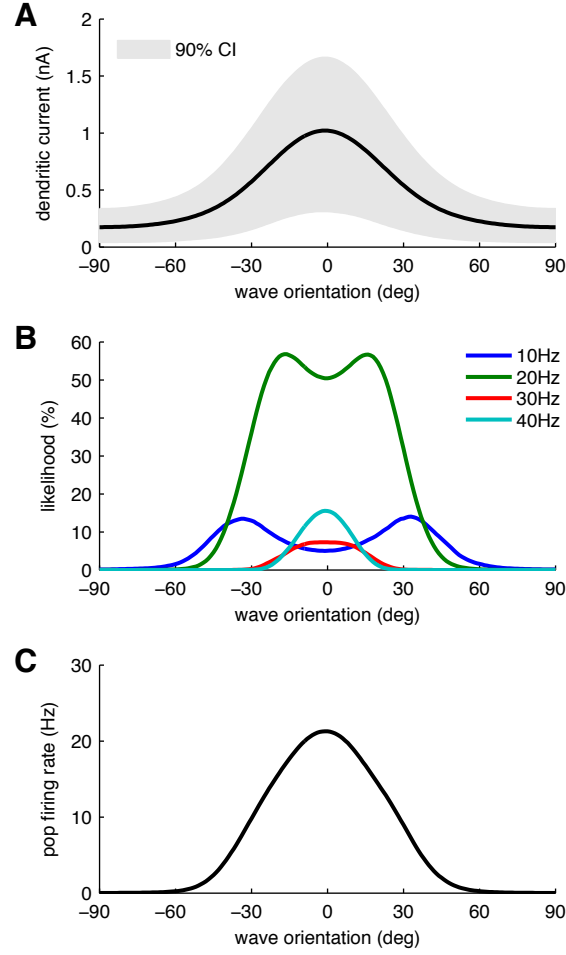 A
dendritic current (nA)
2
1.5
1
0.5
0
90% CI
−90 −60 −30 0 30 60 90
wave orientation (deg)
B
likelihood (%)
60
50
40
30
20
10
0
10Hz
20Hz
30Hz
40Hz
−90 −60 −30 0 30 60 90
wave orientation (deg)
C
pop firing rate (Hz)
30
20
10
0
−90 −60 −30 0 30 60 90
wave orientation (deg)